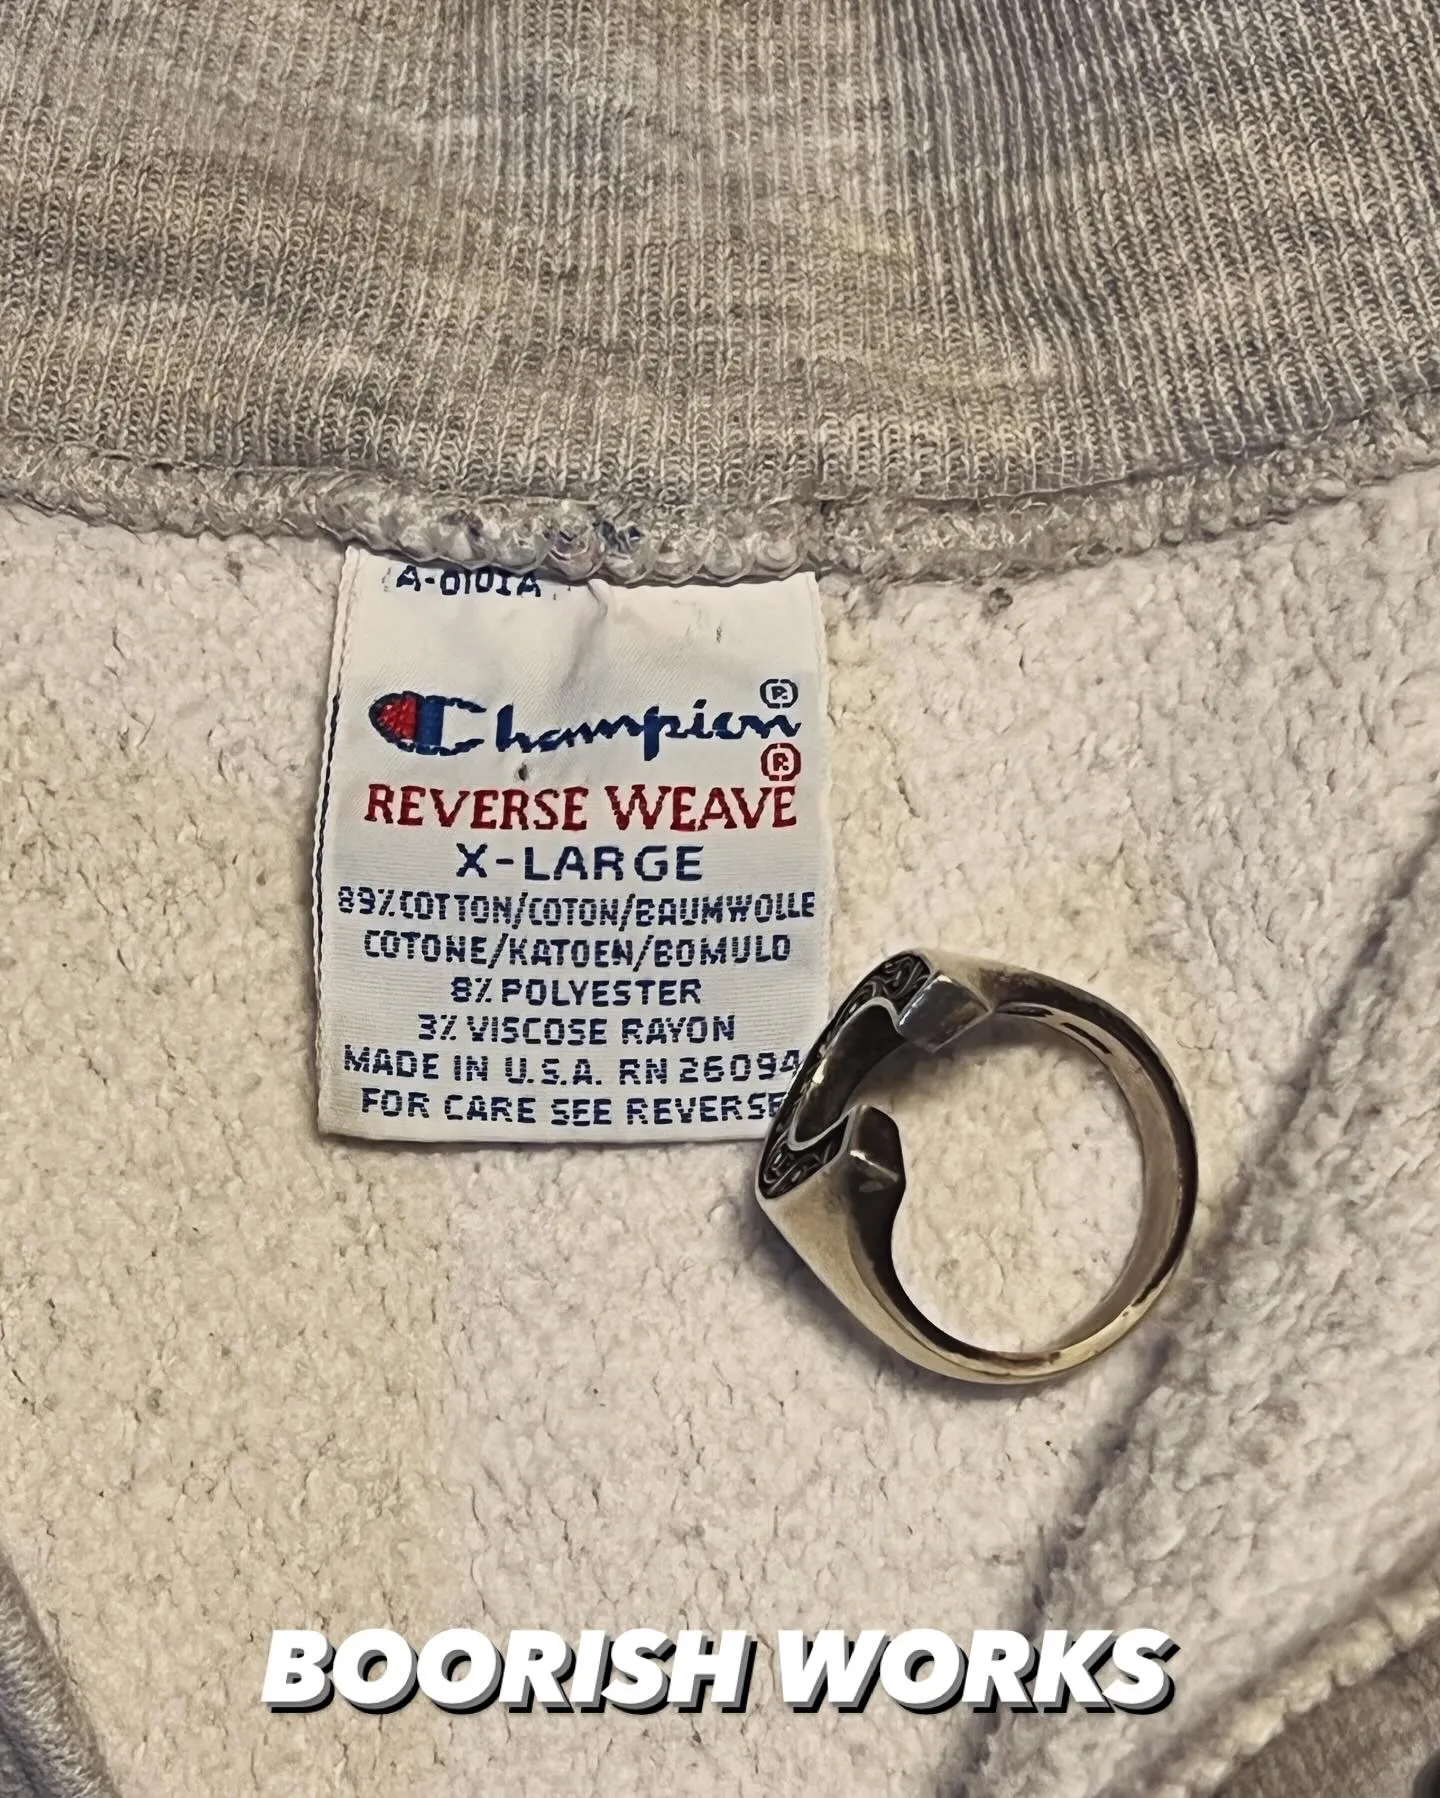 A-0101A
Champion®
®
REVERSE WEAVE
X-LARGE
89% COTTON/COTON/BAUMWOLLE
COTONE/KATOEN/BOMULD
8% POLYESTER
3% VISCOSE RAYON
MADE IN U.S.A. RN 26094
FOR CARE SEE REVERSE
BOORISH WORKS